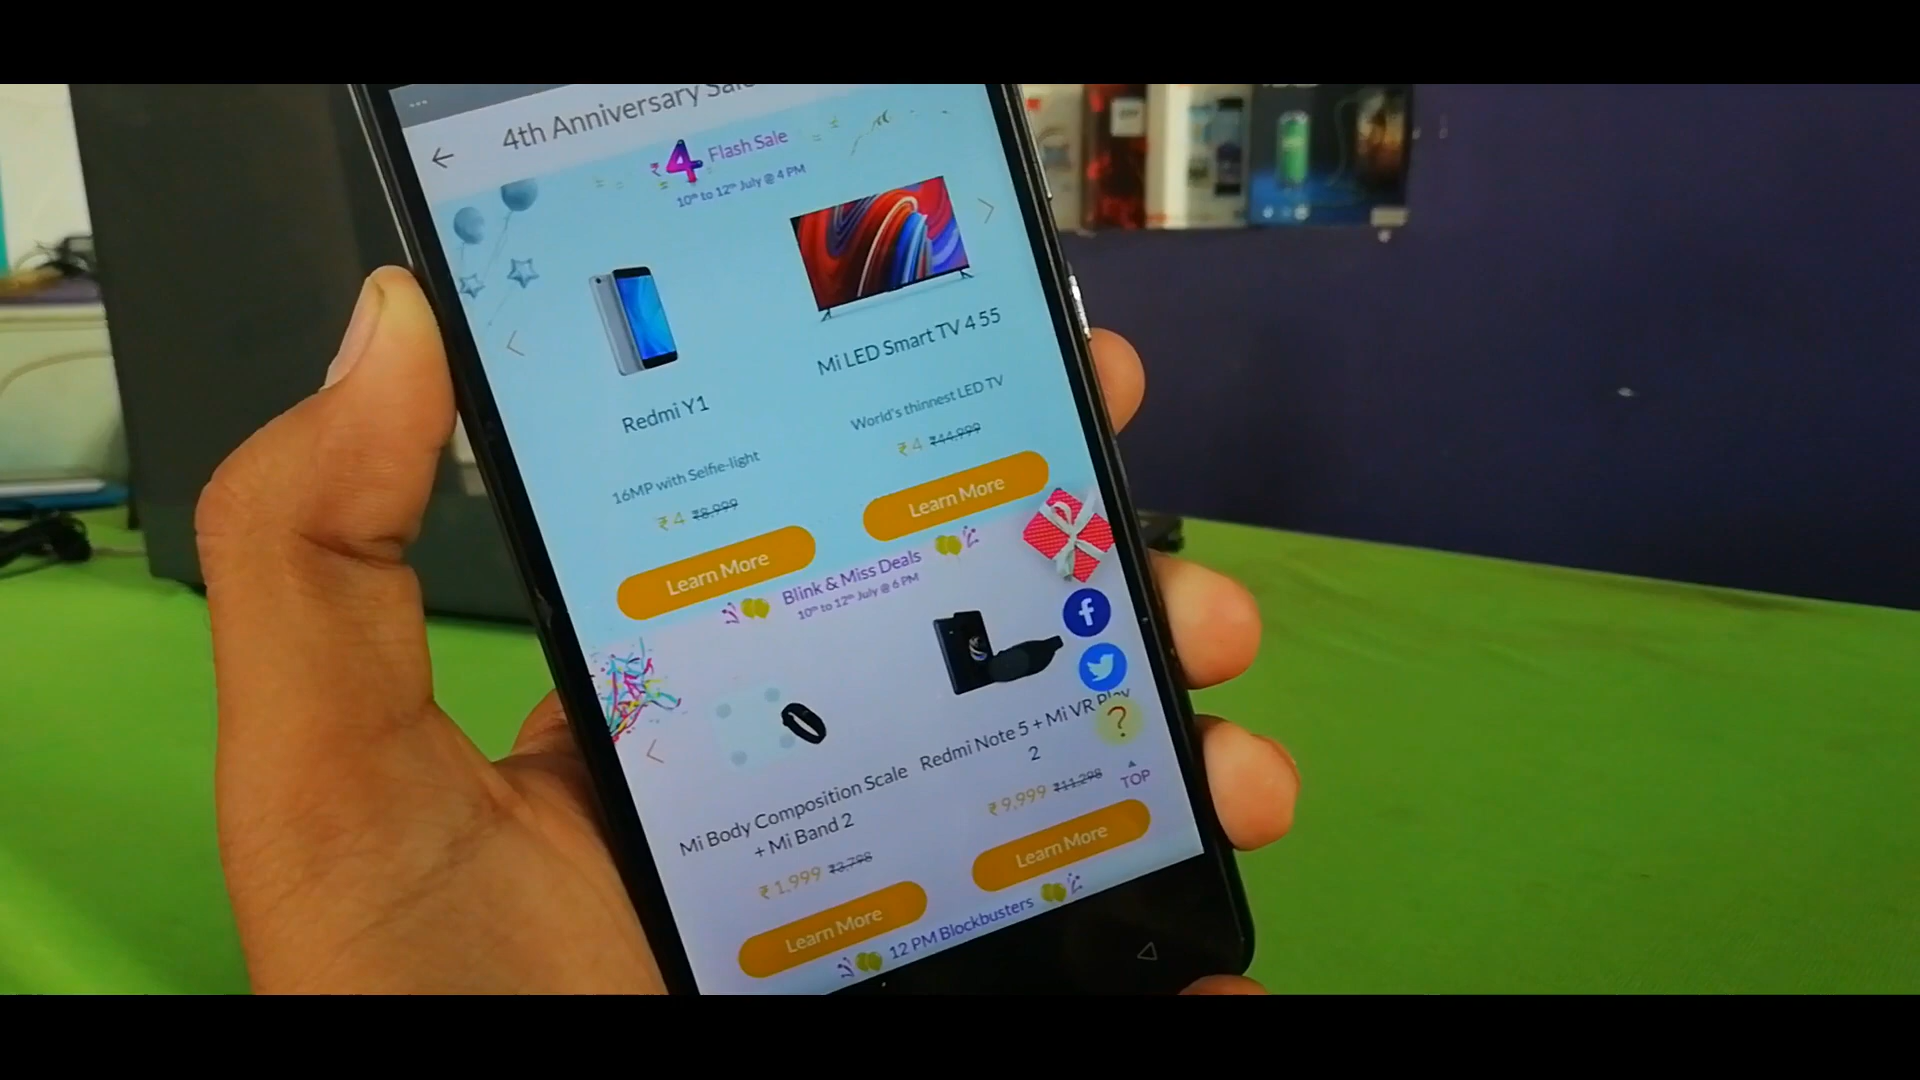 4th Anniversary Sale
₹4 Flash Sale
10th to 12th July @ 4 PM
Redmi Y1
16MP with Selfie-light
₹ 4 ₹8,999
Learn More
Mi LED Smart TV 4 55
World's thinnest LED TV
₹ 4 ₹44,999
Learn More
Blink & Miss Deals
10th to 12th July @ 6 PM
Mi Body Composition Scale
+ Mi Band 2
₹ 1,999 ₹3,798
Learn More
Redmi Note 5 + Mi VR Play
2
₹ 9,999 ₹11,298
Learn More
f
?
TOP
12 PM Blockbusters